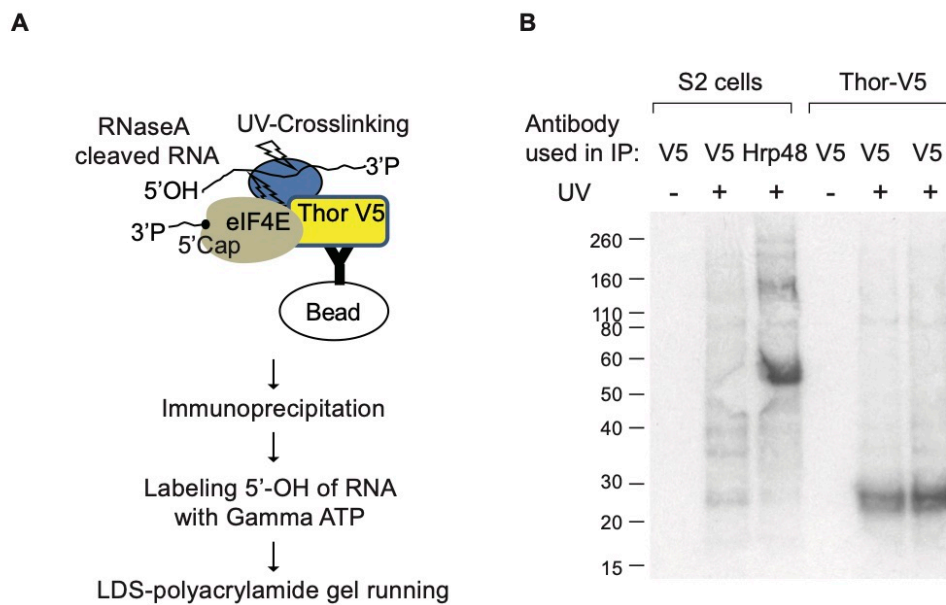 A
RNaseA
cleaved RNA
UV-Crosslinking
3'P
5'OH
eIF4E
Thor V5
3'P
5'Cap
Bead
Immunoprecipitation
Labeling 5'-OH of RNA
with Gamma ATP
LDS-polyacrylamide gel running
B
S2 cells Thor-V5
Antibody
used in IP: V5 V5 Hrp48 V5 V5 V5
UV - + + - + +
260
160
110
80
60
50
40
30
20
15